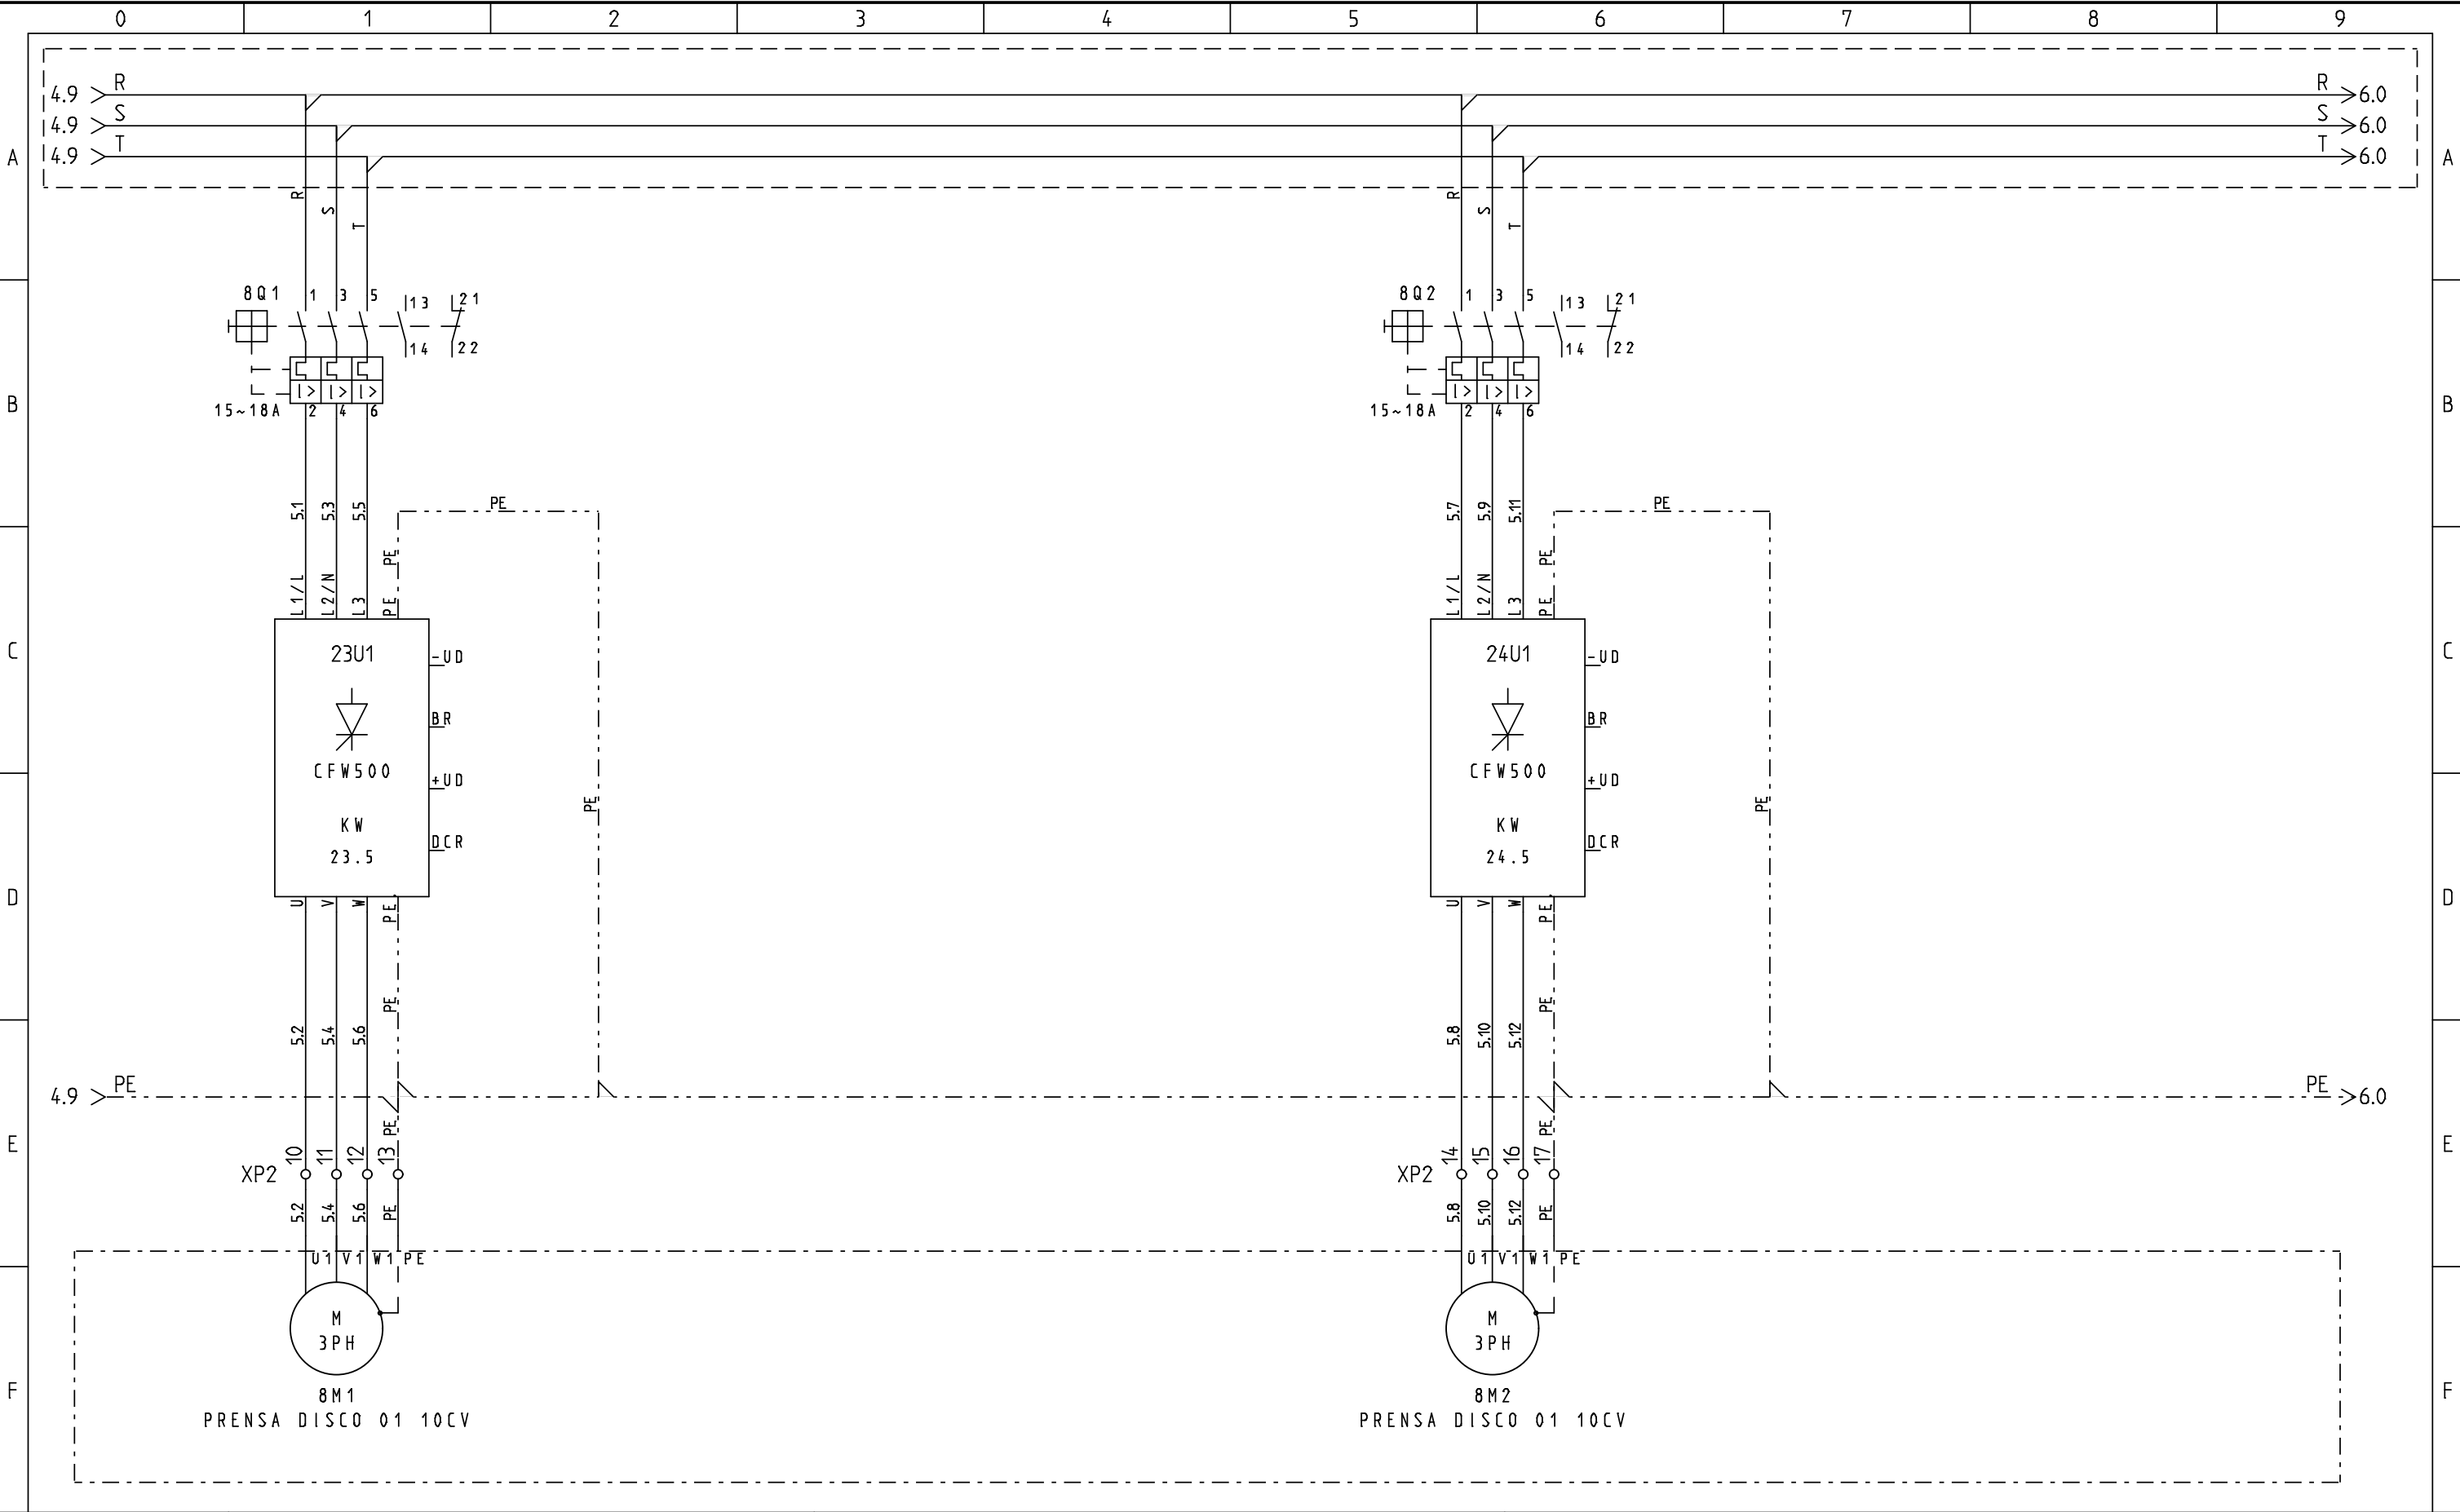 0 1 2 3 4 5 6 7 8 9
4.9 R R 6.0
4.9 S S 6.0
4.9 T T 6.0
A A
R S T R S T
8Q1 1 3 5 13 21
14 22
15~18A 2 4 6
8Q2 1 3 5 13 21
14 22
15~18A 2 4 6
B B
5.1 5.3 5.5 PE PE
5.7 5.9 5.11 PE PE
L1/L L2/N L3 PE
L1/L L2/N L3 PE
C C
23U1
-UD
BR
CFW500
+UD
KW
DCR
23.5
PE
24U1
-UD
BR
CFW500
+UD
KW
DCR
24.5
PE
D D
U V W PE
U V W PE
5.2 5.4 5.6 PE
5.8 5.10 5.12 PE
4.9 PE PE 6.0
PE PE
E E
XP2 10 11 12 13
XP2 14 15 16 17
5.2 5.4 5.6 PE
5.8 5.10 5.12 PE
U1 V1 W1 PE
U1 V1 W1 PE
M
3PH
M
3PH
F F
8M1
PRENSA DISCO 01 10CV
8M2
PRENSA DISCO 01 10CV